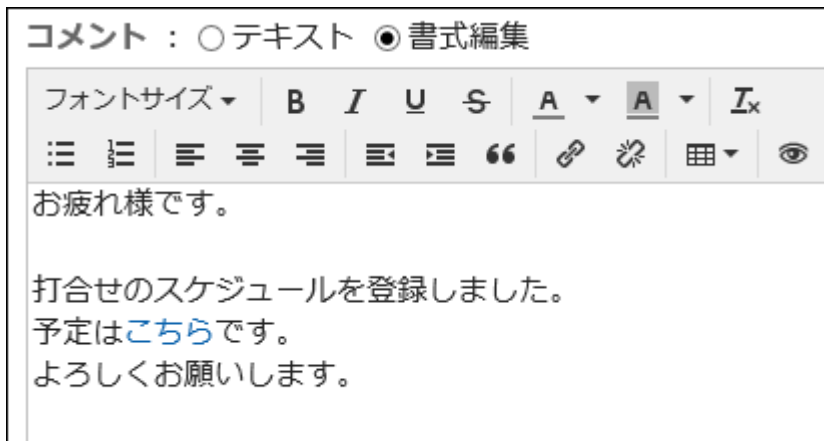 コメント : テキスト 書式編集
フォントサイズ B I U S A A Tx
お疲れ様です。
打合せのスケジュールを登録しました。
予定はこちらです。
よろしくお願いします。